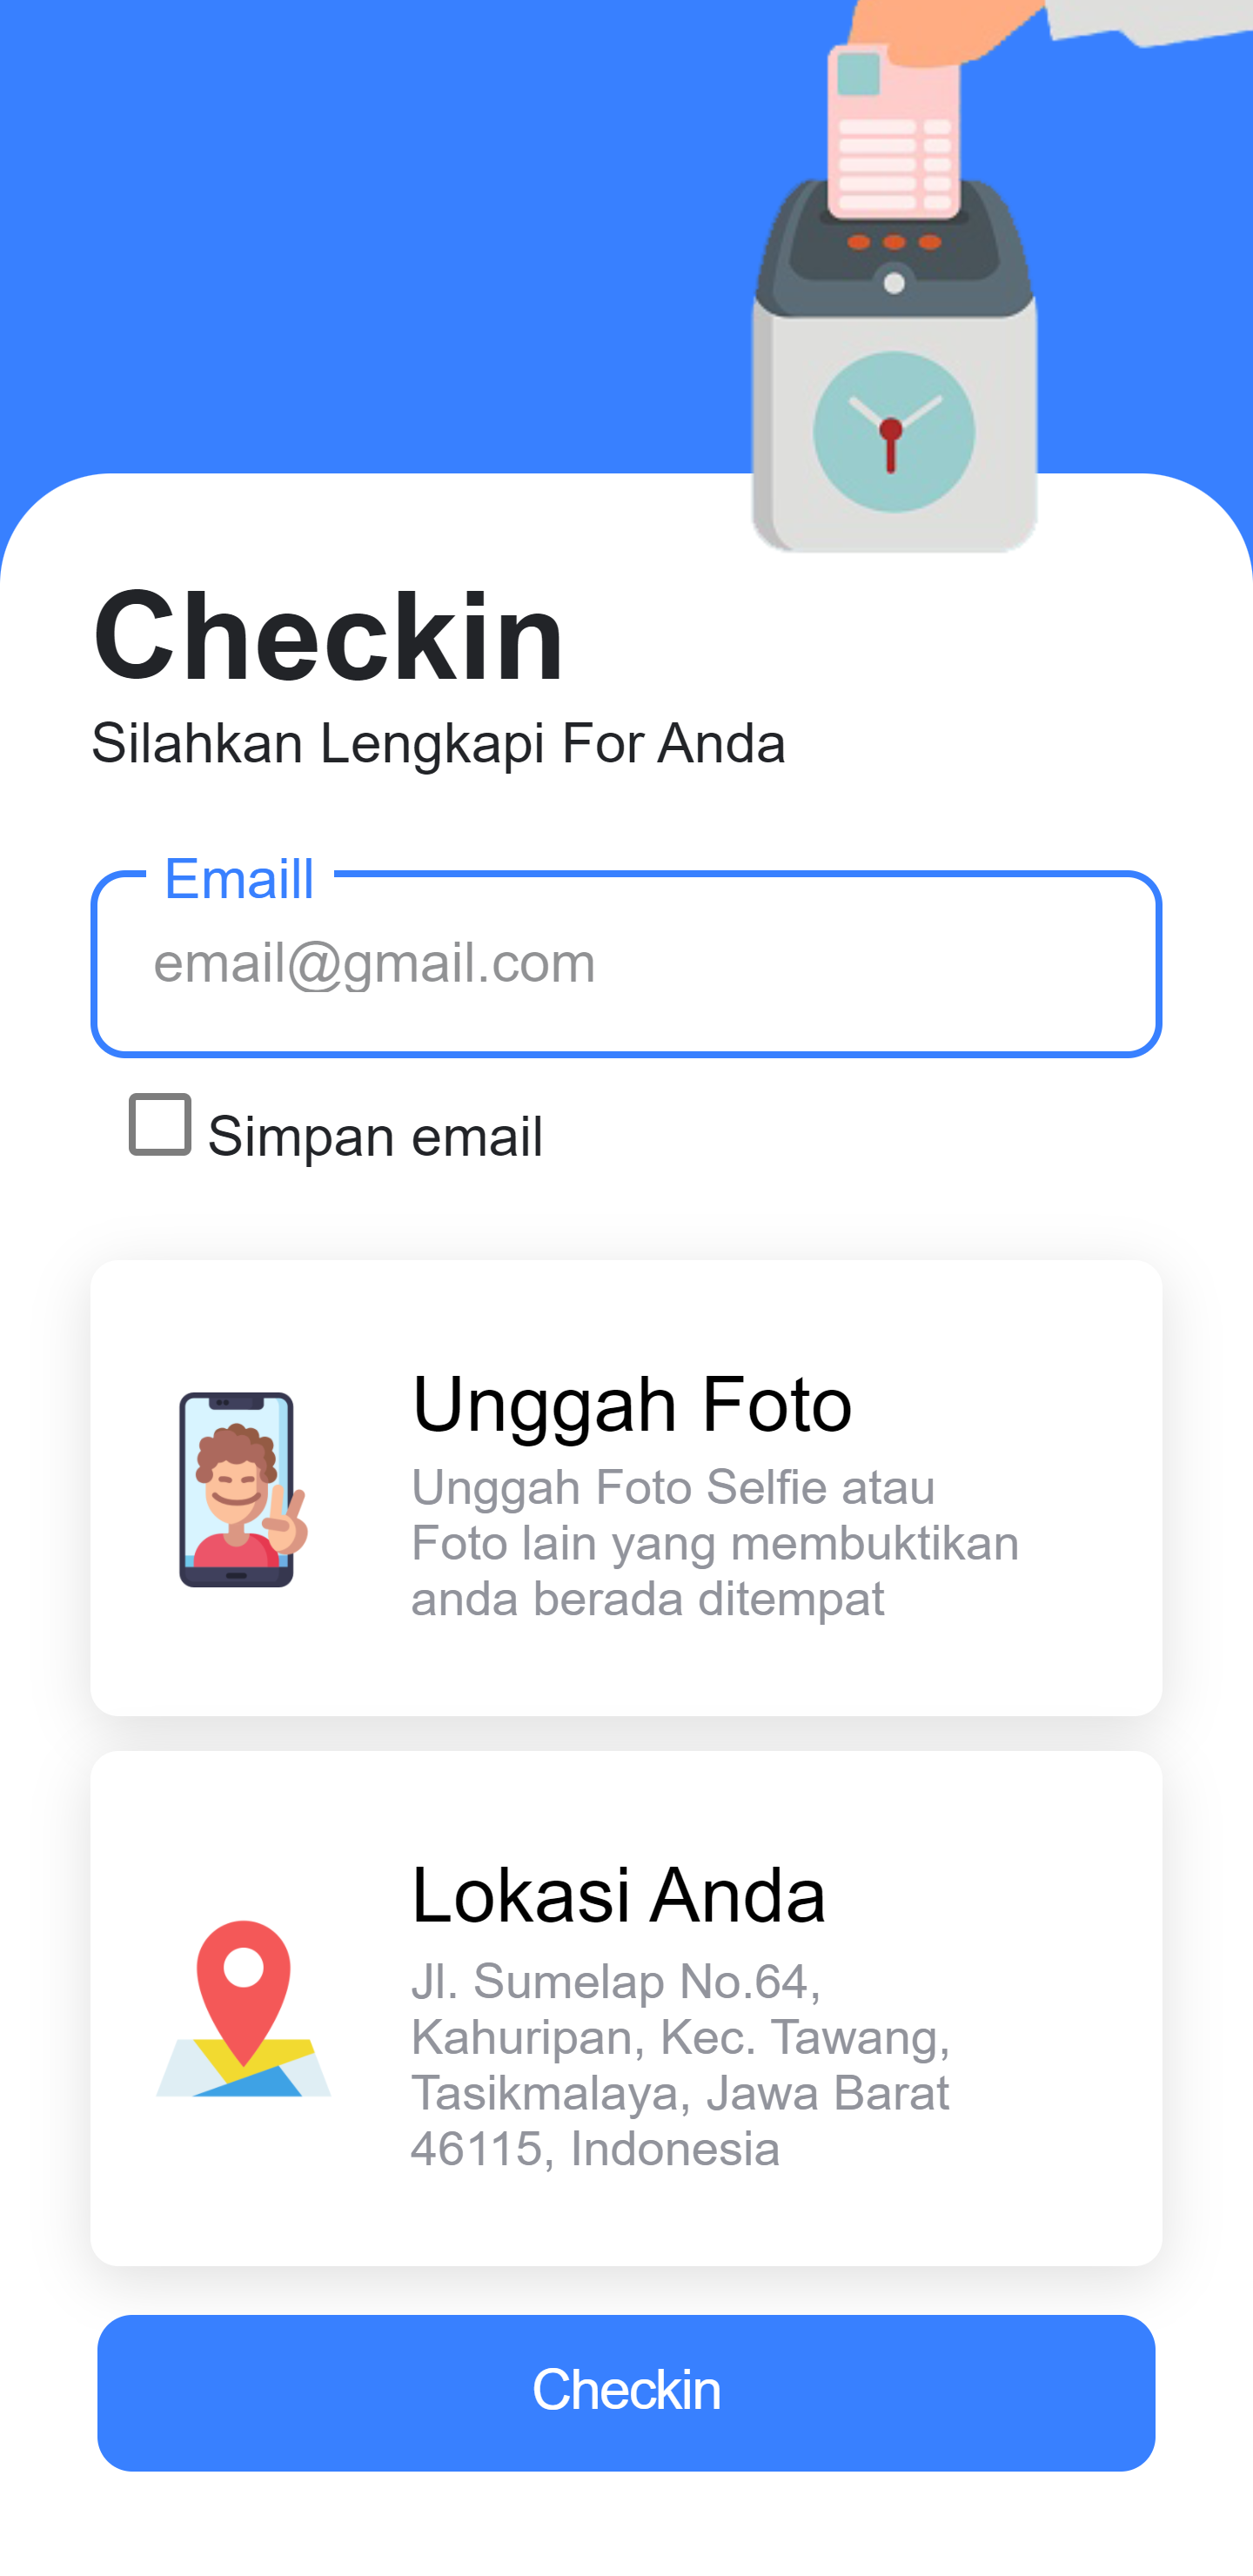 Checkin
Silahkan Lengkapi For Anda
Emaill
email@gmail.com
Simpan email
Unggah Foto
Unggah Foto Selfie atau
Foto lain yang membuktikan
anda berada ditempat
Lokasi Anda
Jl. Sumelap No.64,
Kahuripan, Kec. Tawang,
Tasikmalaya, Jawa Barat
46115, Indonesia
Checkin